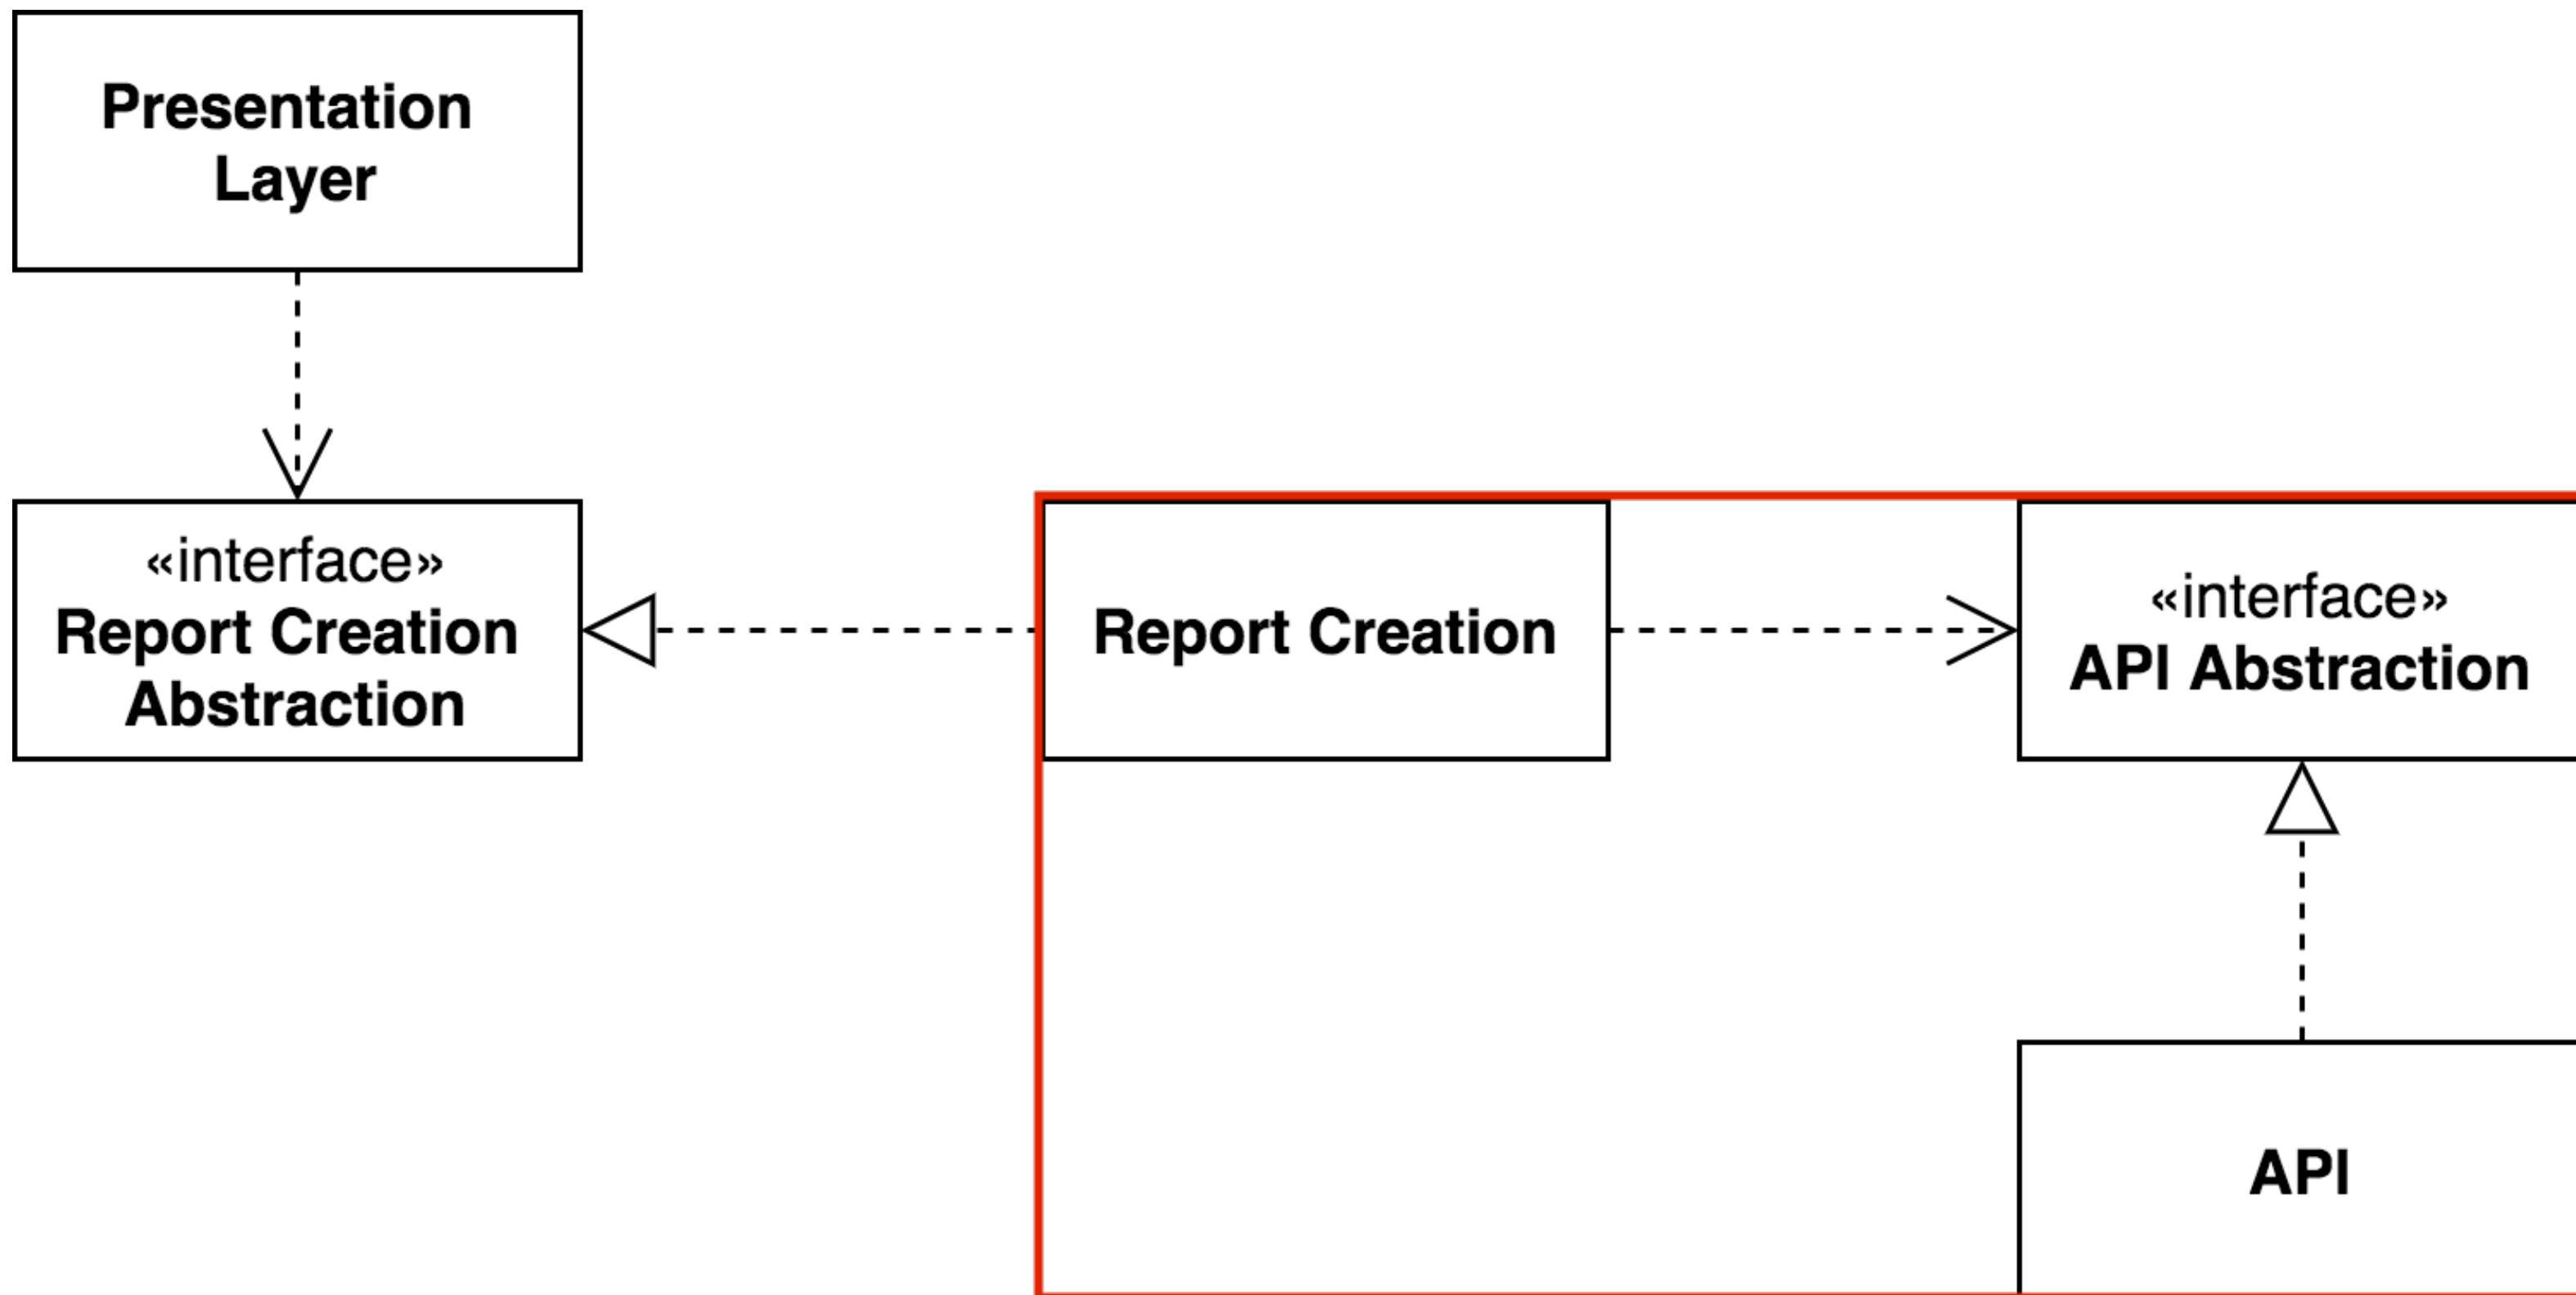 Presentation
Layer
«interface»
Report Creation
Abstraction
Report Creation
«interface»
API Abstraction
API